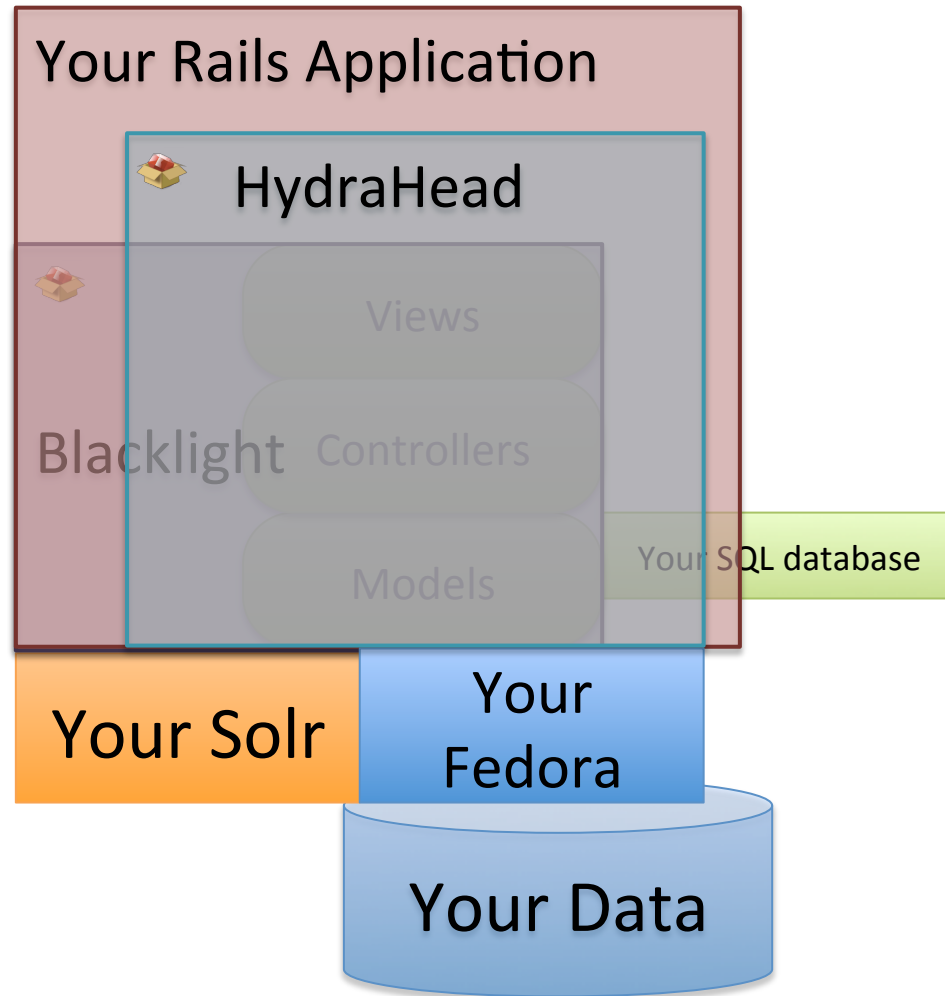 Your Rails Application
HydraHead
Views
Blacklight
Controllers
Your SQL database
Models
Your Solr
Your
Fedora
Your Data